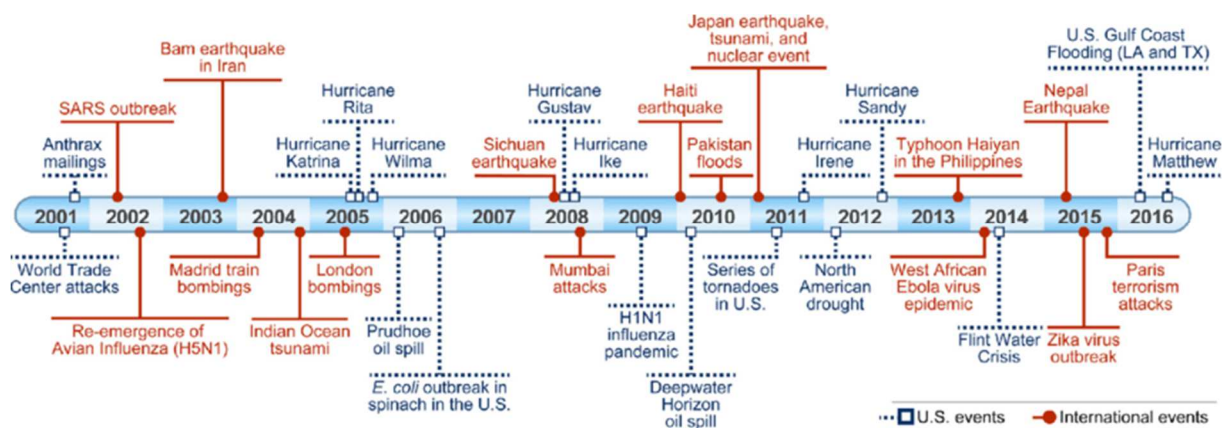 Japan earthquake,
tsunami, and
nuclear event
U.S. Gulf Coast
Flooding (LA and TX)
Bam earthquake
in Iran
Hurricane
Rita
Hurricane
Gustav
Haiti
earthquake
Hurricane
Sandy
Nepal
Earthquake
SARS outbreak
Anthrax
mailings
Hurricane
Katrina
Hurricane
Wilma
Sichuan
earthquake
Hurricane
Ike
Pakistan
floods
Hurricane
Irene
Typhoon Haiyan
in the Philippines
Hurricane
Matthew
2001 2002 2003 2004 2005 2006 2007 2008 2009 2010 2011 2012 2013 2014 2015 2016
World Trade
Center attacks
Madrid train
bombings
London
bombings
Mumbai
attacks
Series of
tornadoes
in U.S.
North
American
drought
West African
Ebola virus
epidemic
Paris
terrorism
attacks
Re-emergence of
Avian Influenza (H5N1)
Indian Ocean
tsunami
Prudhoe
oil spill
H1N1
influenza
pandemic
Flint Water
Crisis
Zika virus
outbreak
E. coli outbreak in
spinach in the U.S.
Deepwater
Horizon
oil spill
U.S. events
International events